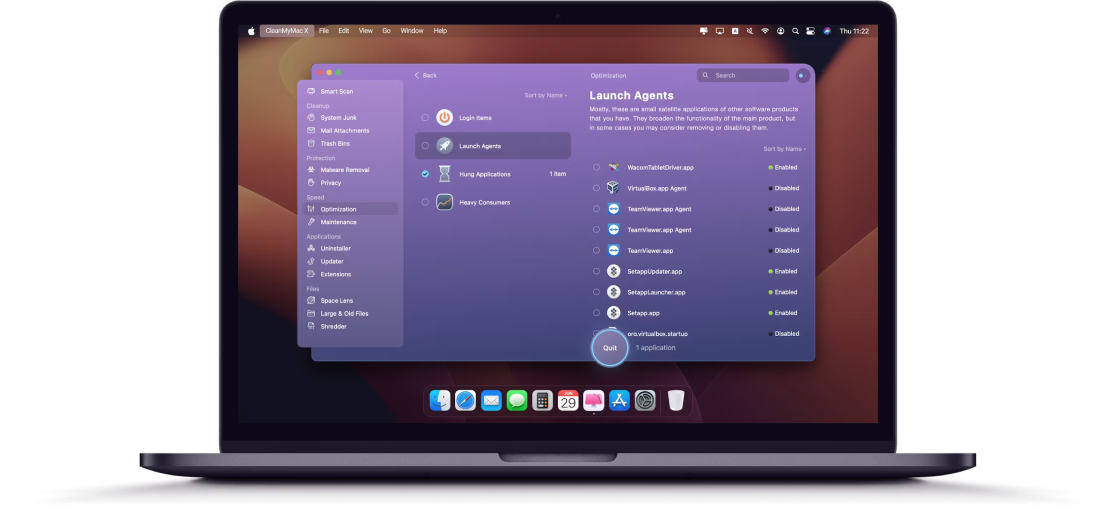 CleanMyMac X File Edit View Go Window Help
Thu 11:22
Back
Optimization
Search
Smart Scan
Cleanup
System Junk
Mail Attachments
Trash Bins
Protection
Malware Removal
Privacy
Speed
Optimization
Maintenance
Applications
Uninstaller
Updater
Extensions
Files
Space Lens
Large & Old Files
Shredder
Sort by Name
Login Items
Launch Agents
Hung Applications 1 item
Heavy Consumers
Launch Agents
Mostly, these are small satellite applications of other software products
that you have. They broaden the functionality of the main product, but
in some cases you may consider removing or disabling them.
Sort by Name
WacomTabletDriver.app Enabled
VirtualBox.app Agent Disabled
TeamViewer.app Agent Disabled
TeamViewer.app Agent Disabled
TeamViewer.app Disabled
SetappUpdater.app Enabled
SetappLauncher.app Enabled
Setapp.app Enabled
org.virtualbox.startup Disabled
Quit 1 application
29